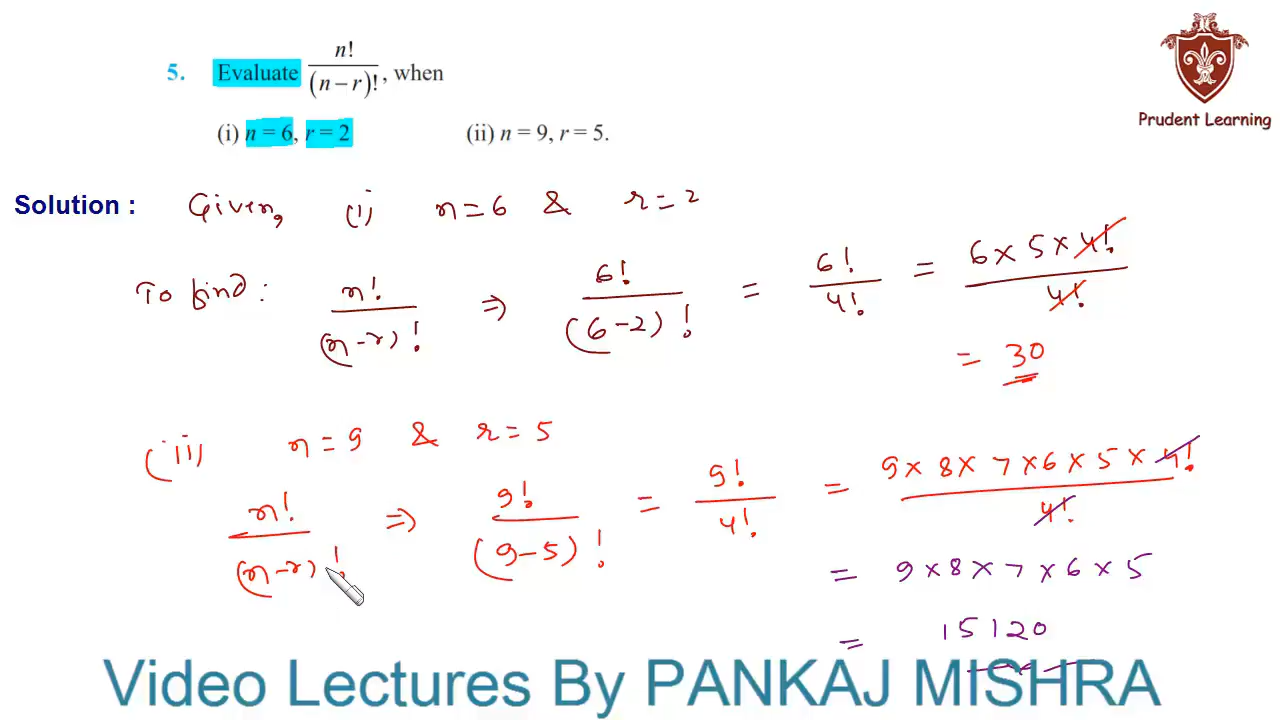 5. Evaluate n!/(n − r)!, when
(i) n = 6, r = 2 (ii) n = 9, r = 5.
Prudent Learning
Solution : Given, (i) n = 6 & r = 2
To find : n!/(n-r)! ⇒ 6!/(6-2)! = 6!/4! = 6 × 5 × 4!/4!
= 30
(ii) n = 9 & r = 5
n!/(n-r)! ⇒ 9!/(9-5)! = 9!/4! = 9 × 8 × 7 × 6 × 5 × 4!/4!
= 9 × 8 × 7 × 6 × 5
= 15120
Video Lectures By PANKAJ MISHRA